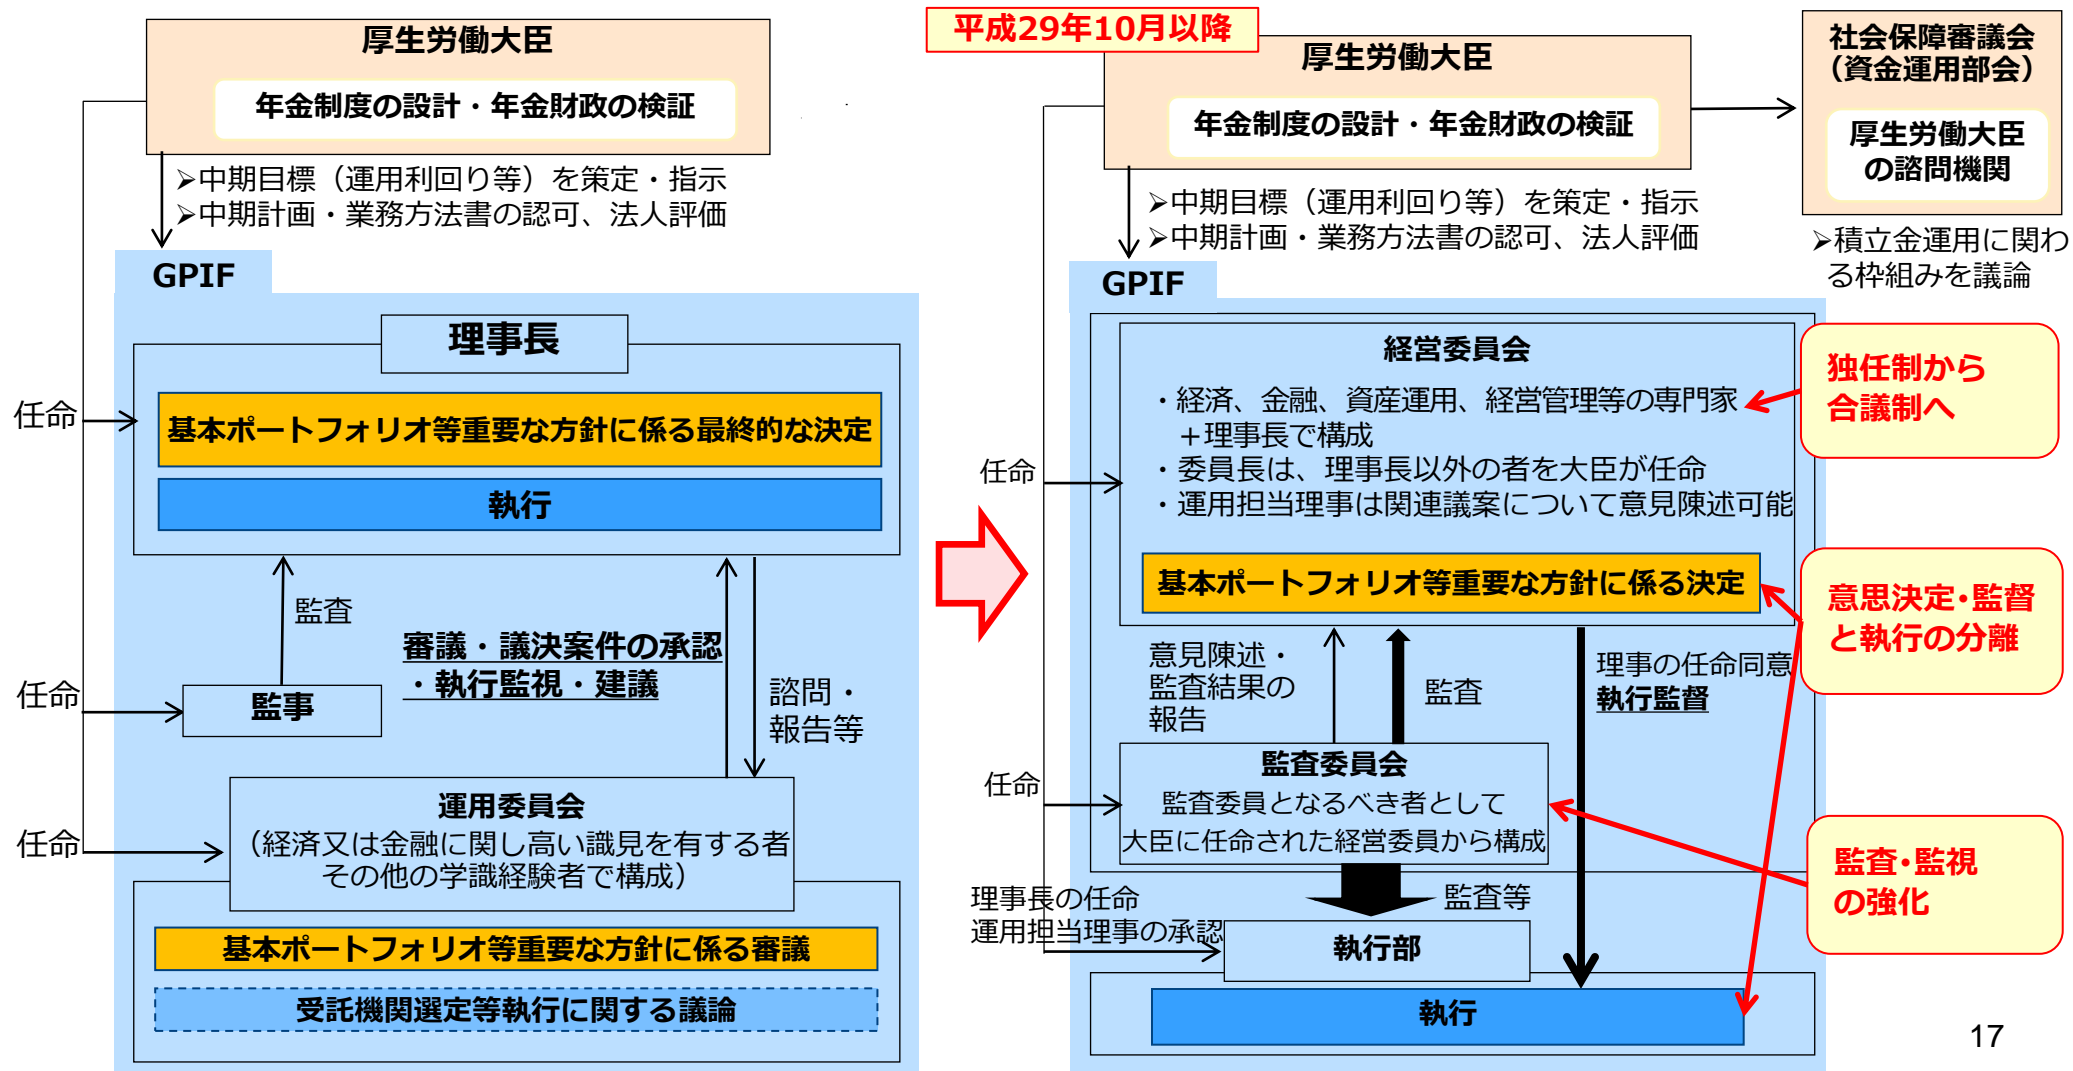 厚生労働大臣
年金制度の設計・年金財政の検証
➢中期目標（運用利回り等）を策定・指示
➢中期計画・業務方法書の認可、法人評価
GPIF
理事長
任命
基本ポートフォリオ等重要な方針に係る最終的な決定
執行
監査
審議・議決案件の承認
・執行監視・建議
任命
監事
諮問・
報告等
運用委員会
任命
（経済又は金融に関し高い識見を有する者
その他の学識経験者で構成）
基本ポートフォリオ等重要な方針に係る審議
受託機関選定等執行に関する議論
平成29年10月以降
厚生労働大臣
年金制度の設計・年金財政の検証
➢中期目標（運用利回り等）を策定・指示
➢中期計画・業務方法書の認可、法人評価
社会保障審議会
（資金運用部会）
厚生労働大臣
の諮問機関
➢積立金運用に関わ
る枠組みを議論
GPIF
経営委員会
・経済、金融、資産運用、経営管理等の専門家
＋理事長で構成
・委員長は、理事長以外の者を大臣が任命
・運用担当理事は関連議案について意見陳述可能
任命
基本ポートフォリオ等重要な方針に係る決定
独任制から
合議制へ
意思決定・監督
と執行の分離
意見陳述・
監査結果の
報告
監査
理事の任命同意
執行監督
任命
監査委員会
監査委員となるべき者として
大臣に任命された経営委員から構成
監査・監視
の強化
理事長の任命
運用担当理事の承認
監査等
執行部
執行
17